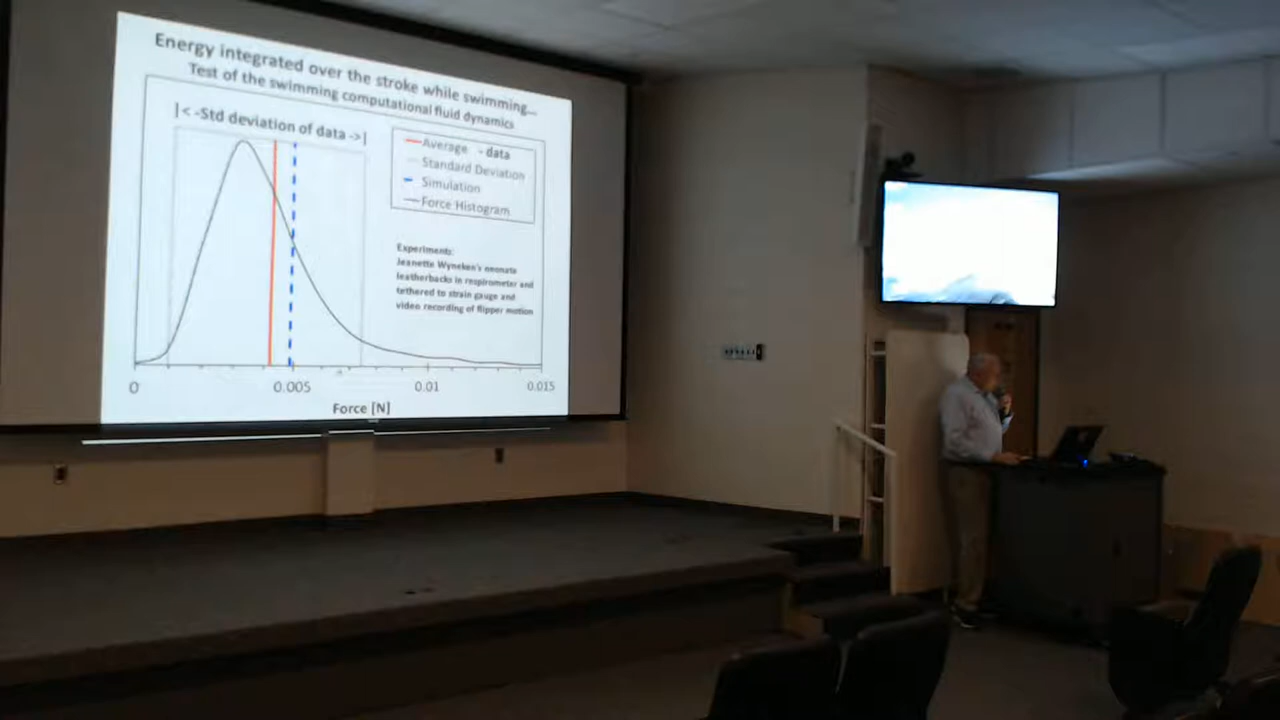 Energy integrated over the stroke while swimming...
Test of the swimming computational fluid dynamics
|< -Std deviation of data ->|
Average - data
Standard Deviation
Simulation
Force Histogram
Experiments:
Jeanette Wyneken's neonate
leatherbacks in respirometer and
tethered to strain gauge and
video recording of flipper motion
0 0.005 0.01 0.015
Force [N]